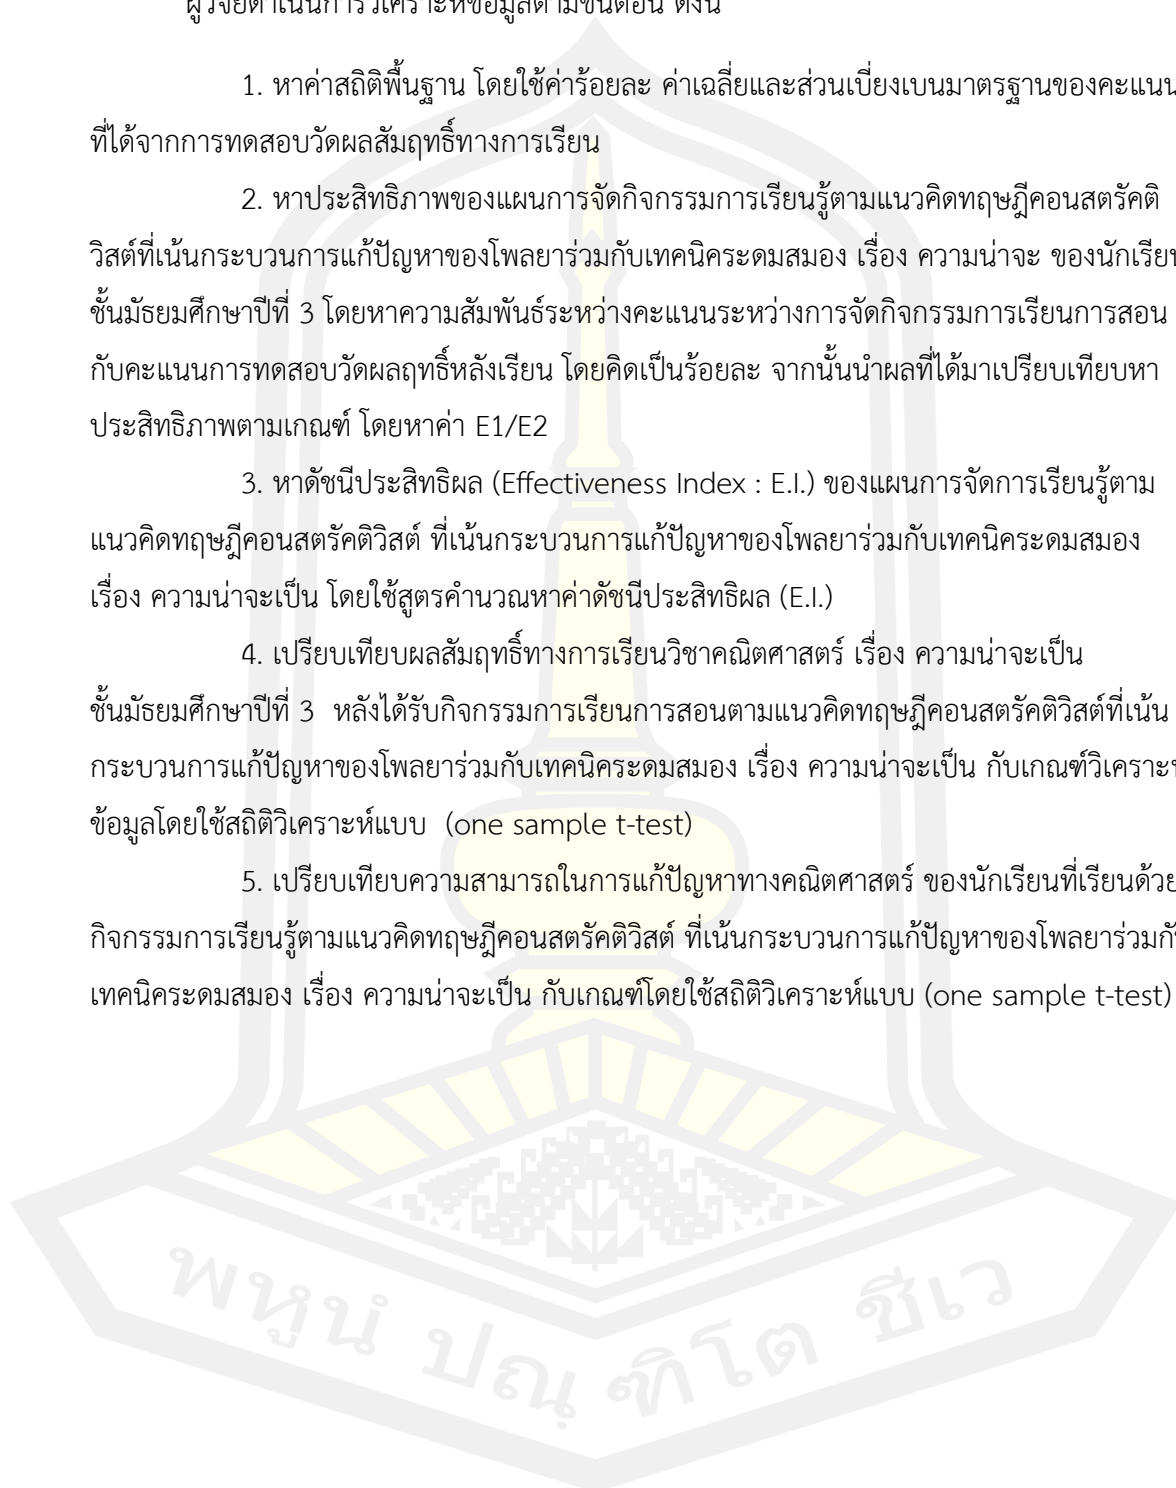 ผู้วิจัยดำเนินการวิเคราะห์ข้อมูลตามขั้นตอน ดังนี้
1. หาค่าสถิติพื้นฐาน โดยใช้ค่าร้อยละ ค่าเฉลี่ยและส่วนเบี่ยงเบนมาตรฐานของคะแนน
ที่ได้จากการทดสอบวัดผลสัมฤทธิ์ทางการเรียน
2. หาประสิทธิภาพของแผนการจัดกิจกรรมการเรียนรู้ตามแนวคิดทฤษฎีคอนสตรัคติ
วิสต์ที่เน้นกระบวนการแก้ปัญหาของโพลยาร่วมกับเทคนิคระดมสมอง เรื่อง ความน่าจะ ของนักเรียน
ชั้นมัธยมศึกษาปีที่ 3 โดยหาความสัมพันธ์ระหว่างคะแนนระหว่างการจัดกิจกรรมการเรียนการสอน
กับคะแนนการทดสอบวัดผลฤทธิ์หลังเรียน โดยคิดเป็นร้อยละ จากนั้นนำผลที่ได้มาเปรียบเทียบหา
ประสิทธิภาพตามเกณฑ์ โดยหาค่า E1/E2
3. หาดัชนีประสิทธิผล (Effectiveness Index : E.I.) ของแผนการจัดการเรียนรู้ตาม
แนวคิดทฤษฎีคอนสตรัคติวิสต์ ที่เน้นกระบวนการแก้ปัญหาของโพลยาร่วมกับเทคนิคระดมสมอง
เรื่อง ความน่าจะเป็น โดยใช้สูตรคำนวณหาค่าดัชนีประสิทธิผล (E.I.)
4. เปรียบเทียบผลสัมฤทธิ์ทางการเรียนวิชาคณิตศาสตร์ เรื่อง ความน่าจะเป็น
ชั้นมัธยมศึกษาปีที่ 3 หลังได้รับกิจกรรมการเรียนการสอนตามแนวคิดทฤษฎีคอนสตรัคติวิสต์ที่เน้น
กระบวนการแก้ปัญหาของโพลยาร่วมกับเทคนิคระดมสมอง เรื่อง ความน่าจะเป็น กับเกณฑ์วิเคราะห์
ข้อมูลโดยใช้สถิติวิเคราะห์แบบ (one sample t-test)
5. เปรียบเทียบความสามารถในการแก้ปัญหาทางคณิตศาสตร์ ของนักเรียนที่เรียนด้วย
กิจกรรมการเรียนรู้ตามแนวคิดทฤษฎีคอนสตรัคติวิสต์ ที่เน้นกระบวนการแก้ปัญหาของโพลยาร่วมกับ
เทคนิคระดมสมอง เรื่อง ความน่าจะเป็น กับเกณฑ์โดยใช้สถิติวิเคราะห์แบบ (one sample t-test)
พหูนํ ปณฺฑิโต ชีเว